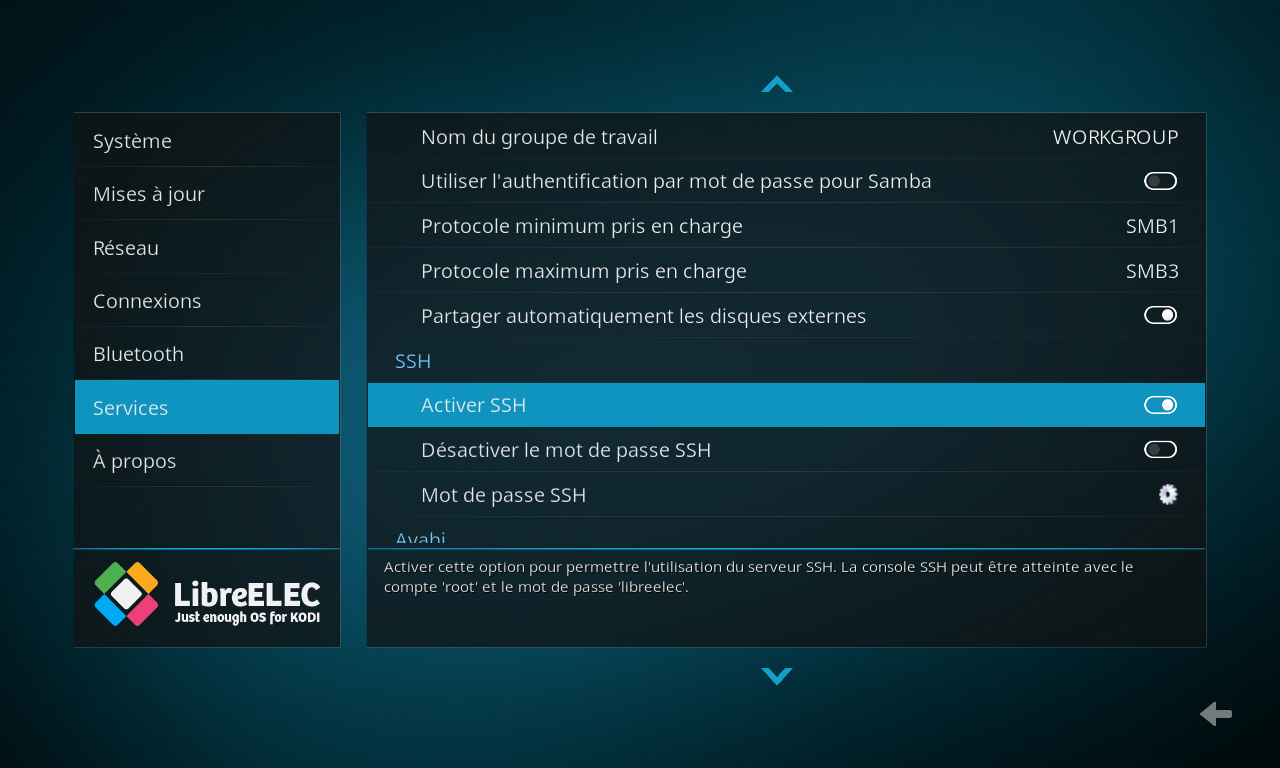 Système
Mises à jour
Réseau
Connexions
Bluetooth
Services
À propos
LibreELEC
Just enough OS for KODI
Nom du groupe de travail WORKGROUP
Utiliser l'authentification par mot de passe pour Samba
Protocole minimum pris en charge SMB1
Protocole maximum pris en charge SMB3
Partager automatiquement les disques externes
SSH
Activer SSH
Désactiver le mot de passe SSH
Mot de passe SSH
Avahi
Activer cette option pour permettre l'utilisation du serveur SSH. La console SSH peut être atteinte avec le
compte 'root' et le mot de passe 'libreelec'.